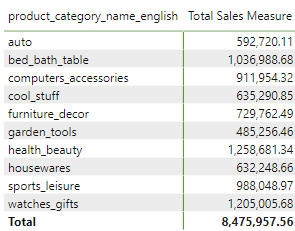 product_category_name_english Total Sales Measure
auto 592,720.11
bed_bath_table 1,036,988.68
computers_accessories 911,954.32
cool_stuff 635,290.85
furniture_decor 729,762.49
garden_tools 485,256.46
health_beauty 1,258,681.34
housewares 632,248.66
sports_leisure 988,048.97
watches_gifts 1,205,005.68
Total 8,475,957.56